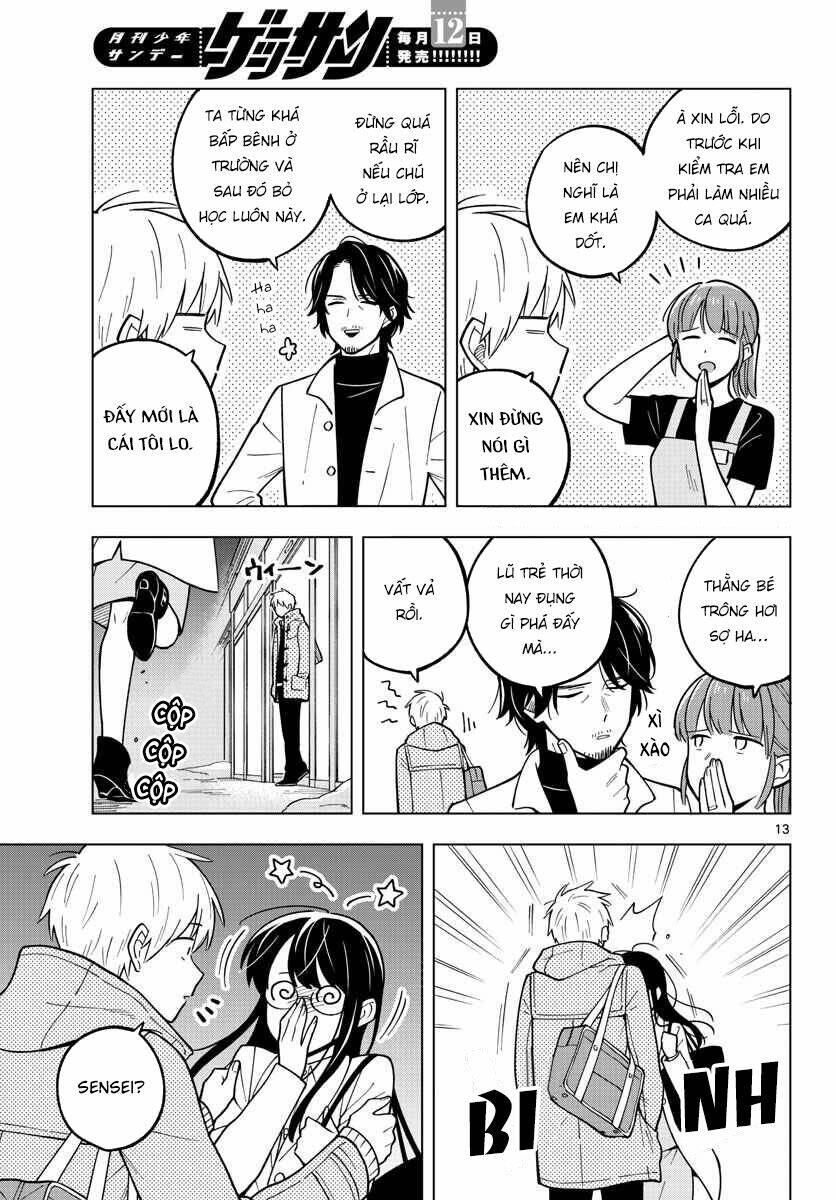 月刊少年
サンデー
ゲッサン
毎月12日
発売!!!!!!!!!
À XIN LỖI. DO
TRƯỚC KHI
KIỂM TRA EM
PHẢI LÀM NHIỀU
CA QUÁ.
NÊN CHỊ
NGHĨ LÀ
EM KHÁ
DỐT.
XIN ĐỪNG
NÓI GÌ
THÊM.
ĐỪNG QUÁ
RẦU RĨ
NẾU CHÚ
Ở LẠI LỚP.
TA TỪNG KHÁ
BẤP BÊNH Ở
TRƯỜNG VÀ
SAU ĐÓ BỎ
HỌC LUÔN NÀY.
Ha
ha
ha
ĐẤY MỚI LÀ
CÁI TÔI LO.
THẰNG BÉ
TRÔNG HƠI
SỢ HA...
LŨ TRẺ THỜI
NAY ĐỤNG
GÌ PHÁ ĐẤY
MÀ...
VẤT VẢ
RỒI.
XÌ
XÀO
ウィーン
CỘP
CỘP
CỘP
13
BINH
SENSEI?